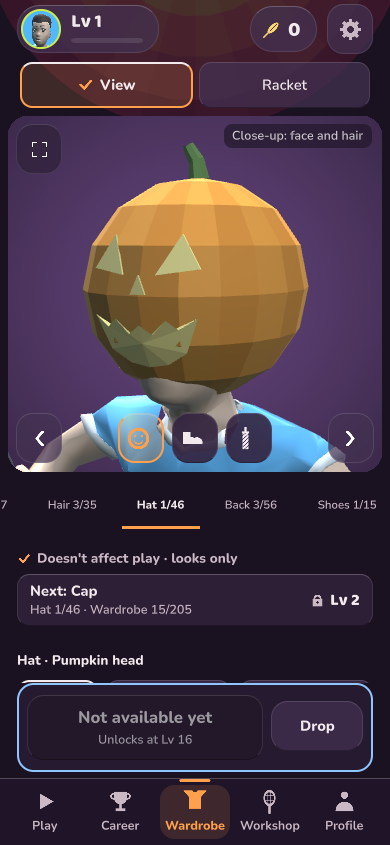 Lv 1
0
View
Racket
Close-up: face and hair
7
Hair 3/35
Hat 1/46
Back 3/56
Shoes 1/15
Doesn't affect play · looks only
Next: Cap
Hat 1/46 · Wardrobe 15/205
Lv 2
Hat · Pumpkin head
Not available yet
Unlocks at Lv 16
Drop
Play
Career
Wardrobe
Workshop
Profile